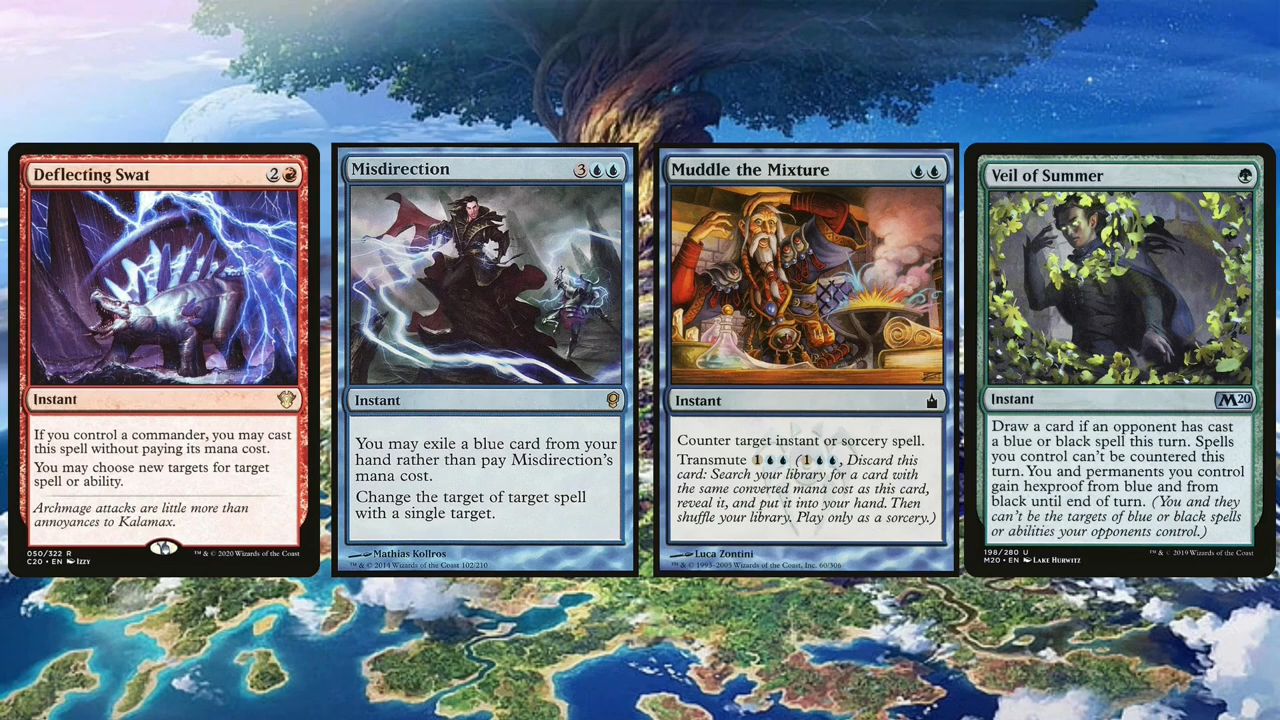 Deflecting Swat 2
Instant
If you control a commander, you may cast
this spell without paying its mana cost.
You may choose new targets for target
spell or ability.
Archmage attacks are little more than
annoyances to Kalamax.
050/322 R
C20 • EN Izzy
™ & © 2020 Wizards of the Coast
Misdirection 3
Instant
You may exile a blue card from your
hand rather than pay Misdirection's
mana cost.
Change the target of target spell
with a single target.
Mathias Kollros
™ & © 2014 Wizards of the Coast 102/210
Muddle the Mixture
Instant
Counter target instant or sorcery spell.
Transmute 1 (1, Discard this
card: Search your library for a card with
the same converted mana cost as this card,
reveal it, and put it into your hand. Then
shuffle your library. Play only as a sorcery.)
Luca Zontini
™ & © 1993–2005 Wizards of the Coast, Inc. 60/306
Veil of Summer
Instant
M20
Draw a card if an opponent has cast
a blue or black spell this turn. Spells
you control can't be countered this
turn. You and permanents you control
gain hexproof from blue and from
black until end of turn. (You and they
can't be the targets of blue or black spells
or abilities your opponents control.)
198/280 U
M20 • EN Lake Hurwitz
™ & © 2019 Wizards of the Coast